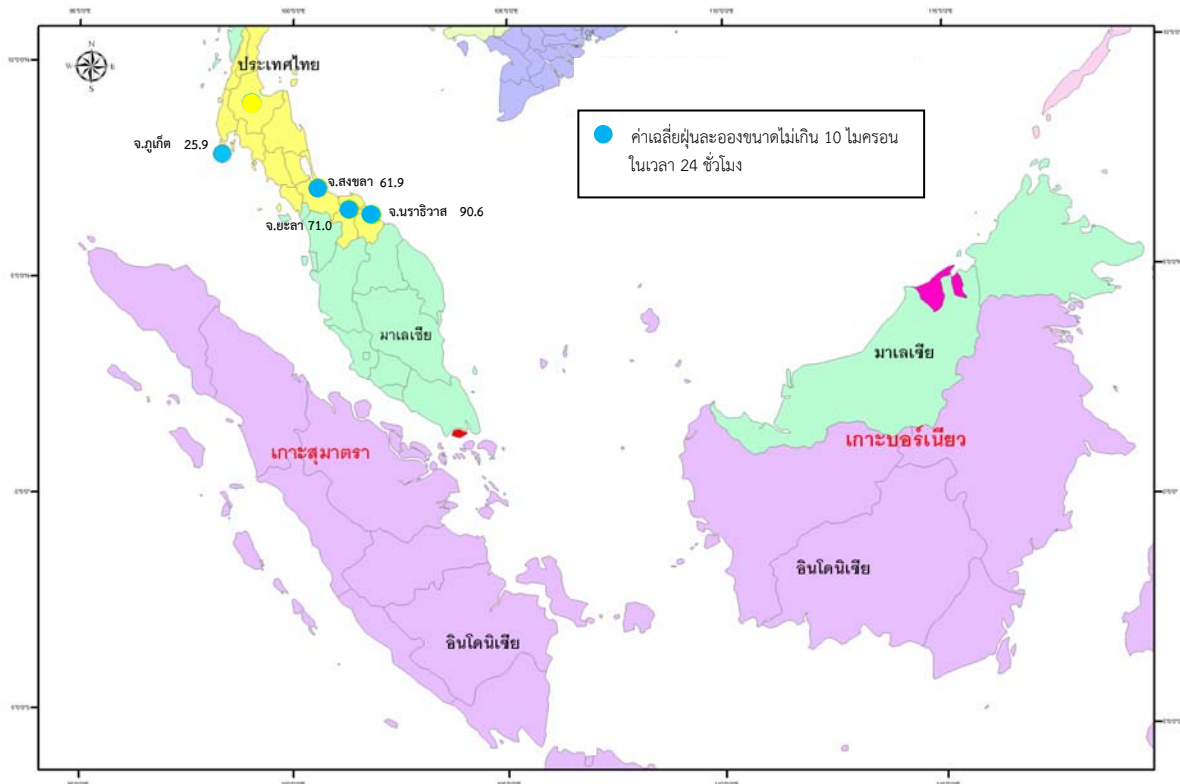 N
W E
S
ประเทศไทย
จ.ภูเก็ต 25.9
จ.สงขลา 61.9
จ.นราธิวาส 90.6
จ.ยะลา 71.0
ค่าเฉลี่ยฝุ่นละอองขนาดไม่เกิน 10 ไมครอน
ในเวลา 24 ชั่วโมง
มาเลเซีย
มาเลเซีย
เกาะสุมาตรา
เกาะบอร์เนียว
อินโดนิเซีย
อินโดนิเซีย